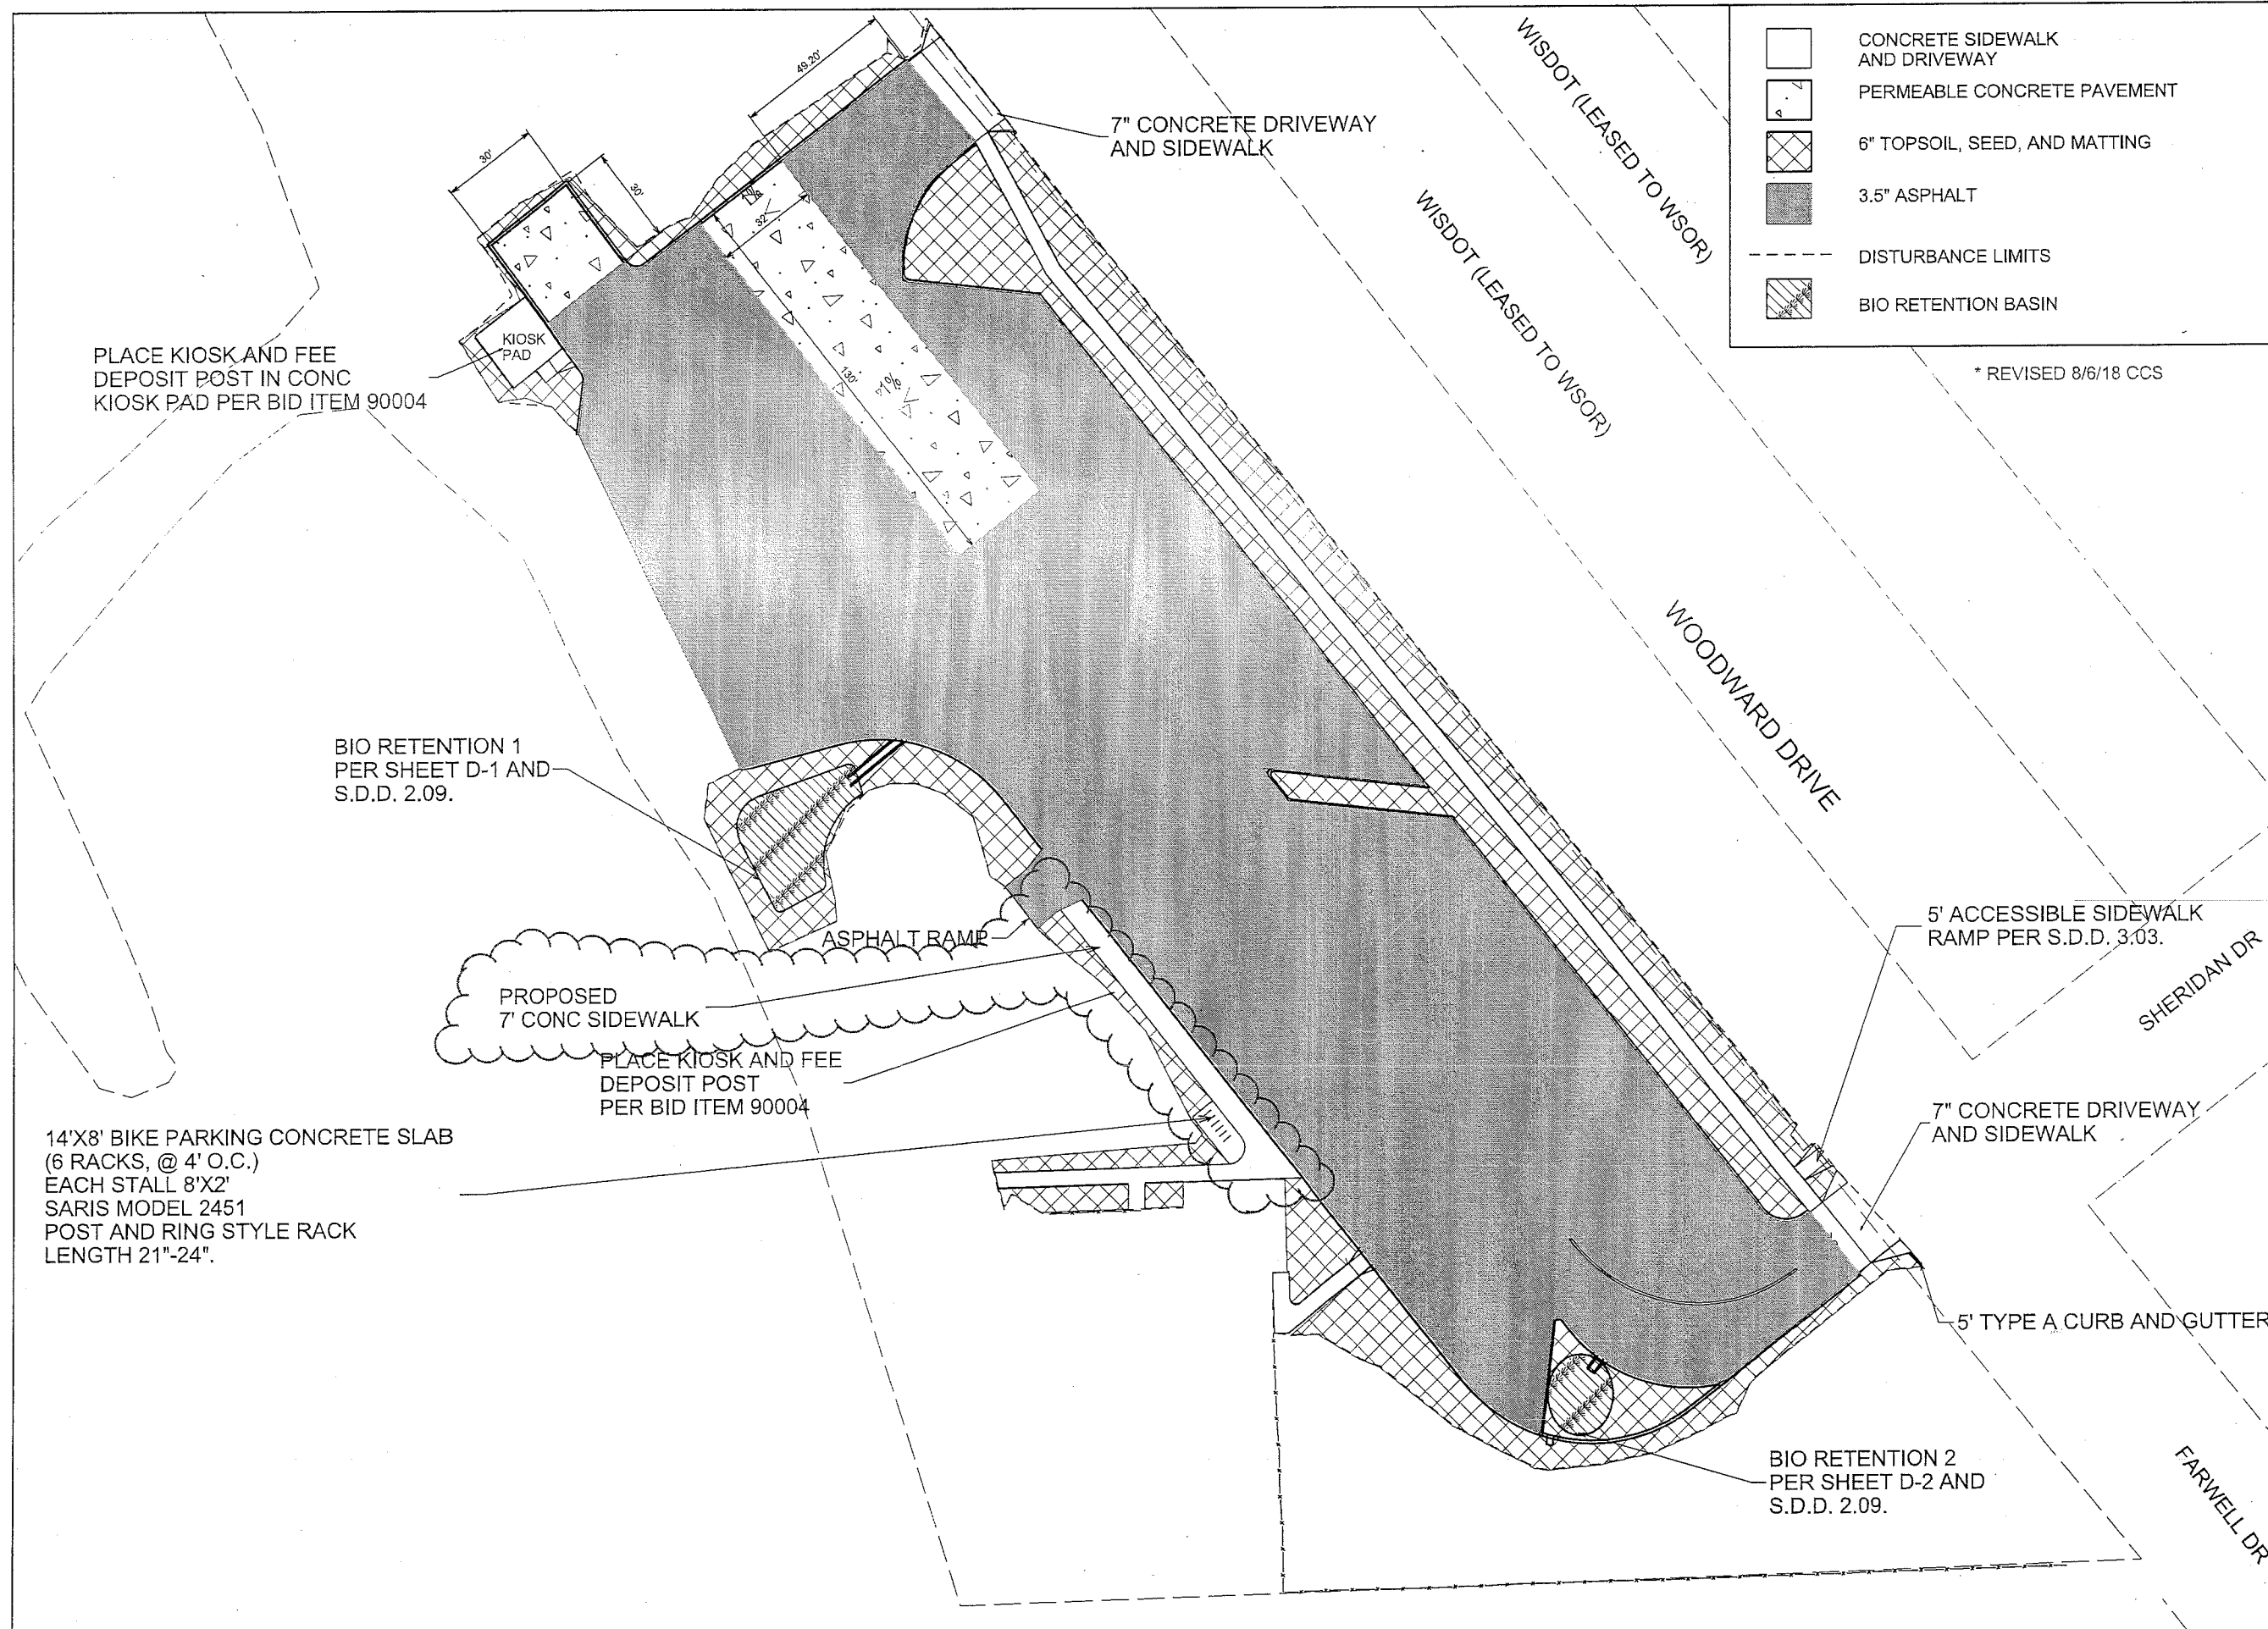 49.20'
30'
30'
7" CONCRETE DRIVEWAY
AND SIDEWALK
1%
32'
130'
1%
KIOSK
PAD
PLACE KIOSK AND FEE
DEPOSIT POST IN CONC
KIOSK PAD PER BID ITEM 90004
WISDOT (LEASED TO WSOR)
WISDOT (LEASED TO WSOR)
CONCRETE SIDEWALK
AND DRIVEWAY
PERMEABLE CONCRETE PAVEMENT
6" TOPSOIL, SEED, AND MATTING
3.5" ASPHALT
DISTURBANCE LIMITS
BIO RETENTION BASIN
* REVISED 8/6/18 CCS
WOODWARD DRIVE
BIO RETENTION 1
PER SHEET D-1 AND
S.D.D. 2.09.
ASPHALT RAMP
PROPOSED
7' CONC SIDEWALK
PLACE KIOSK AND FEE
DEPOSIT POST
PER BID ITEM 90004
14'X8' BIKE PARKING CONCRETE SLAB
(6 RACKS, @ 4' O.C.)
EACH STALL 8'X2'
SARIS MODEL 2451
POST AND RING STYLE RACK
LENGTH 21"-24".
5' ACCESSIBLE SIDEWALK
RAMP PER S.D.D. 3.03.
SHERIDAN DR
7" CONCRETE DRIVEWAY
AND SIDEWALK
5' TYPE A CURB AND GUTTER
BIO RETENTION 2
PER SHEET D-2 AND
S.D.D. 2.09.
FARWELL DR